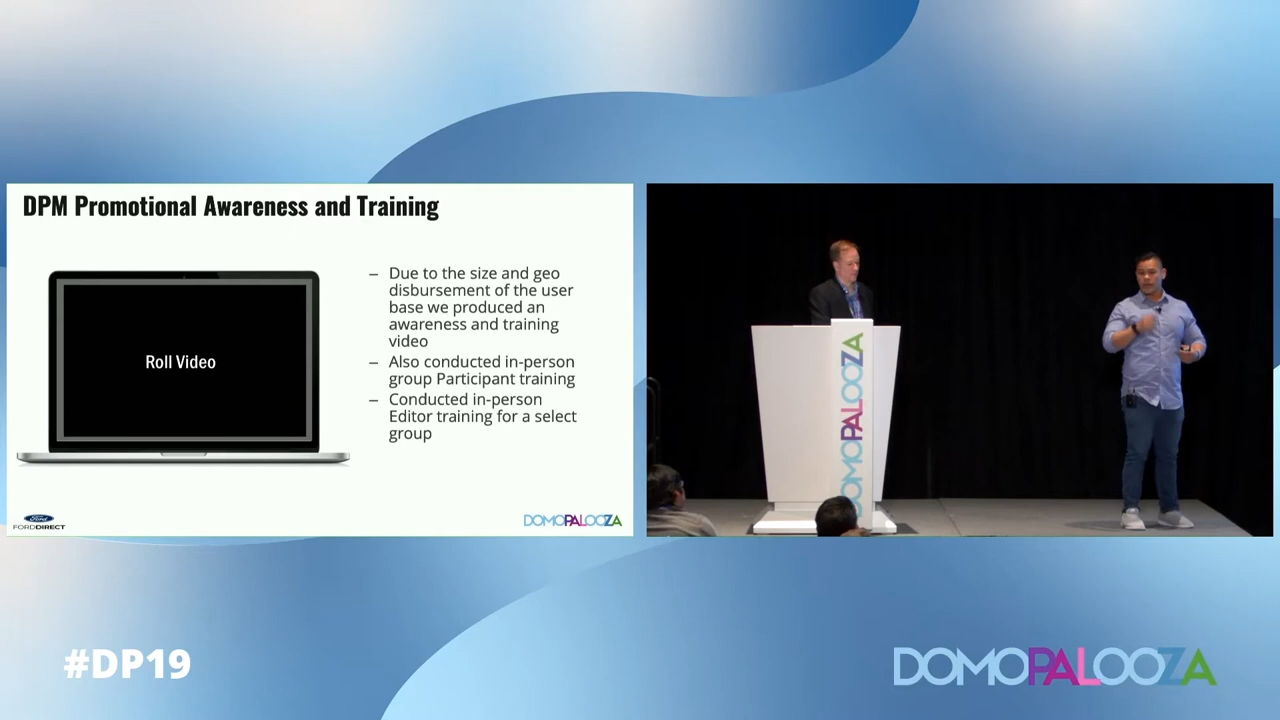 DPM Promotional Awareness and Training
Roll Video
– Due to the size and geo
disbursement of the user
base we produced an
awareness and training
video
– Also conducted in-person
group Participant training
– Conducted in-person
Editor training for a select
group
Ford
FORDDIRECT
DOMOPALOOZA
DOMOPALOOZA
#DP19
DOMOPALOOZA